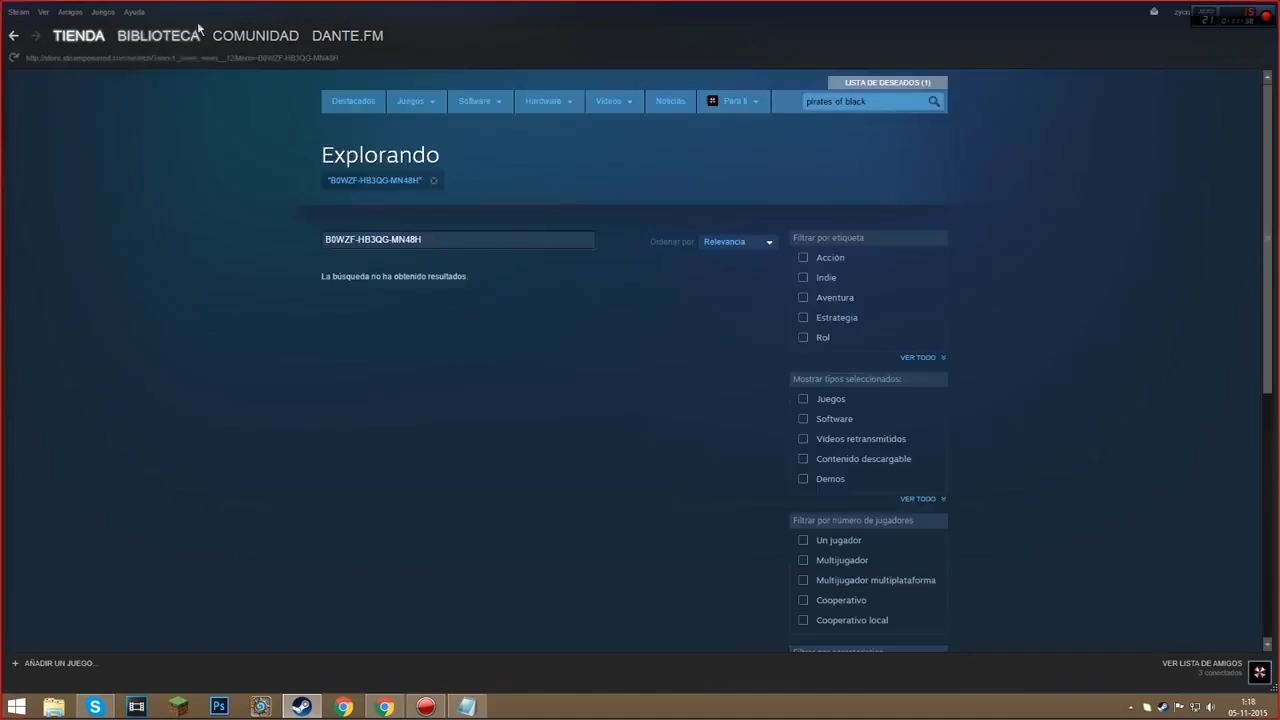 Steam Ver Amigos Juegos Ayuda
TIENDA BIBLIOTECA COMUNIDAD DANTE.FM
LISTA DE DESEADOS (1)
Destacados Juegos Software Hardware Vídeos Noticias Para ti pirates of black
Explorando
"B0WZF-HB3QG-MN48H"
B0WZF-HB3QG-MN48H
Ordenar por Relevancia
La búsqueda no ha obtenido resultados.
Filtrar por etiqueta
Acción
Indie
Aventura
Estrategia
Rol
VER TODO
Mostrar tipos seleccionados:
Juegos
Software
Vídeos retransmitidos
Contenido descargable
Demos
VER TODO
Filtrar por número de jugadores
Un jugador
Multijugador
Multijugador multiplataforma
Cooperativo
Cooperativo local
+ AÑADIR UN JUEGO...
VER LISTA DE AMIGOS
3 conectados
1:18
05-11-2015